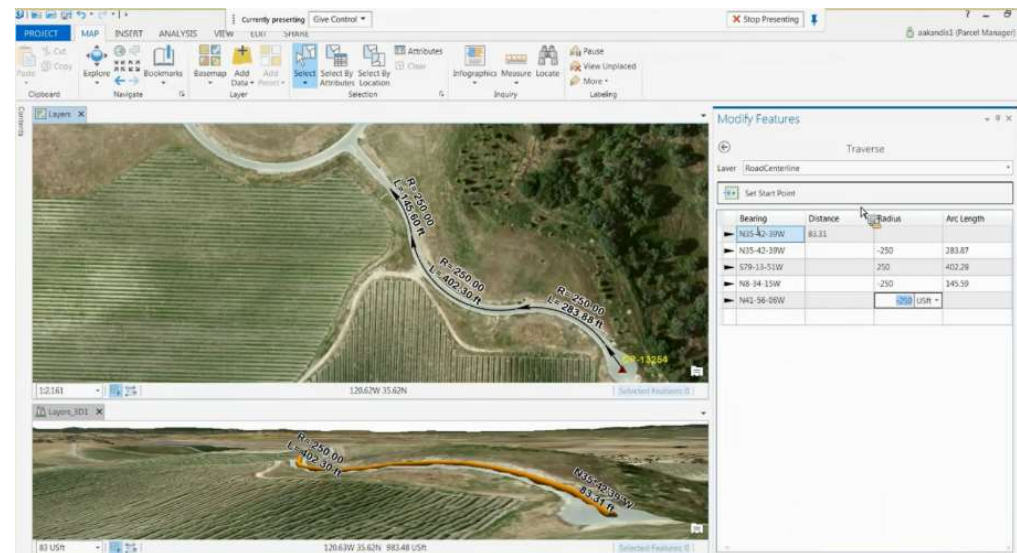 Currently presenting Give Control
Stop Presenting
PROJECT MAP INSERT ANALYSIS VIEW EDIT SHARE
aakandis1 (Parcel Manager)
Cut
Copy
Paste
Explore
Bookmarks
Basemap
Add Data
Add Preset
Select
Select By Attributes
Select By Location
Attributes
Clear
Infographics
Measure
Locate
Pause
View Unplaced
More
Clipboard Navigate Layer Selection Inquiry Labeling
Contents
Layers
R= 250.00
L= 145.60 ft
R= 250.00
L= 402.30 ft
R= 250.00
L= 283.88 ft
1:2,161 120.62W 35.62N Selected Features: 0
Layers_3D1
R= 250.00
L= 402.30 ft
N35°42'39"W
83.31 ft
83 USft 120.63W 35.62N 983.48 USft Selected Features: 0
Modify Features
Traverse
Layer RoadCenterline
Set Start Point
Bearing Distance Radius Arc Length
N35-42-39W 83.31
N35-42-39W -250 283.87
S79-13-51W 250 402.28
N8-34-15W -250 145.59
N41-56-06W -250 USft